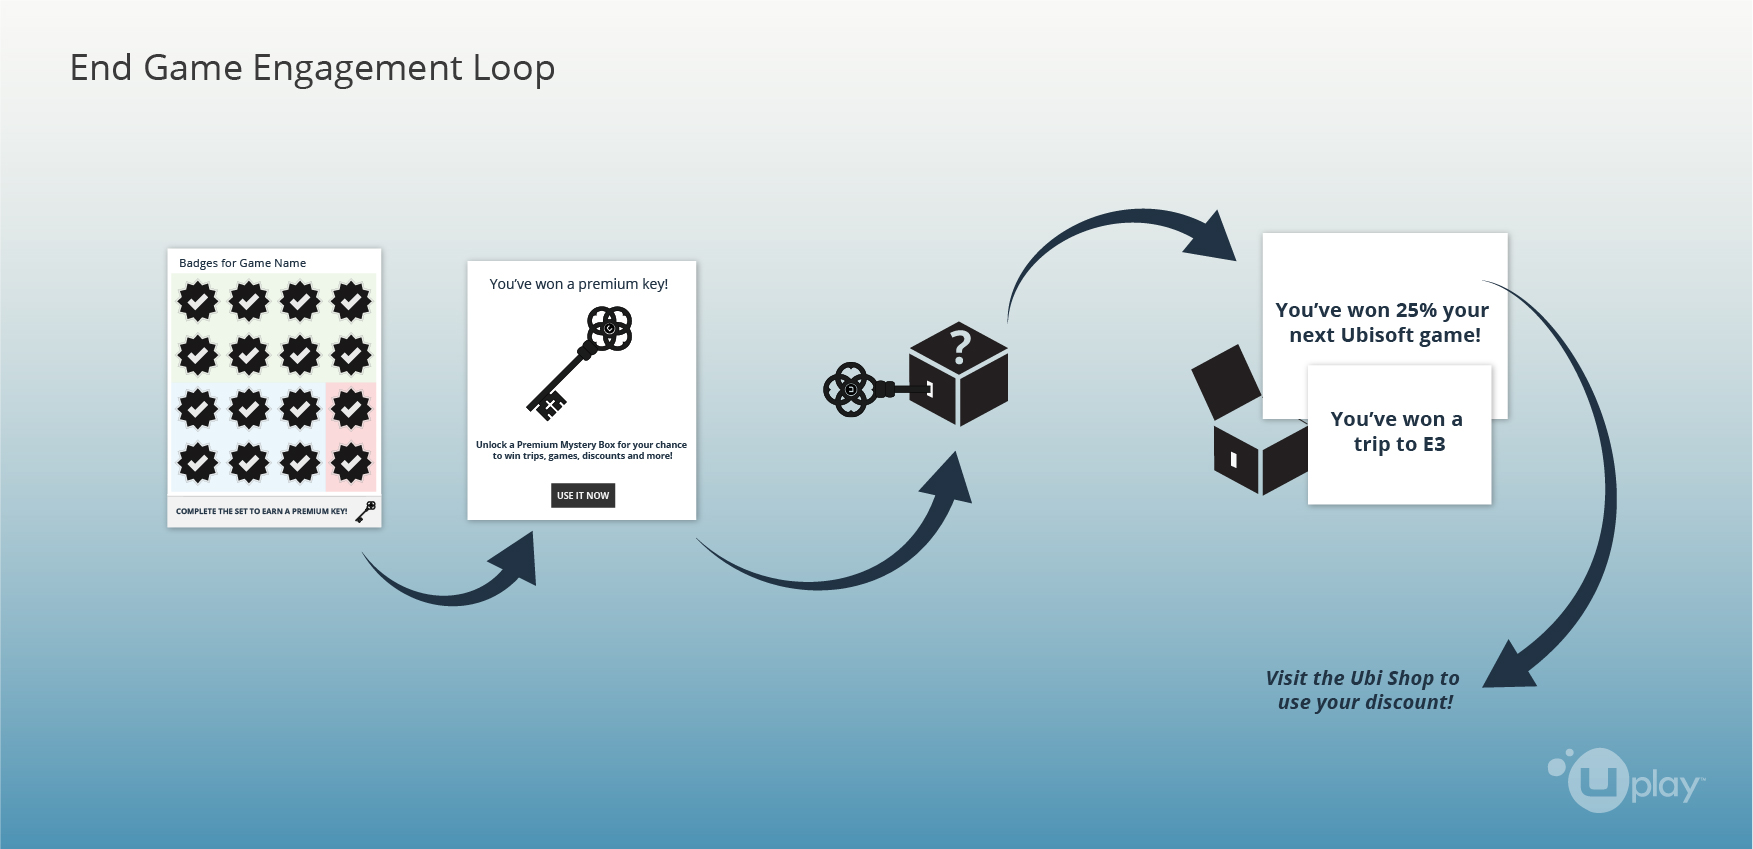 End Game Engagement Loop
Badges for Game Name
COMPLETE THE SET TO EARN A PREMIUM KEY!
You’ve won a premium key!
Unlock a Premium Mystery Box for your chance
to win trips, games, discounts and more!
USE IT NOW
?
You’ve won 25% your
next Ubisoft game!
You’ve won a
trip to E3
Visit the Ubi Shop to
use your discount!
Uplay™